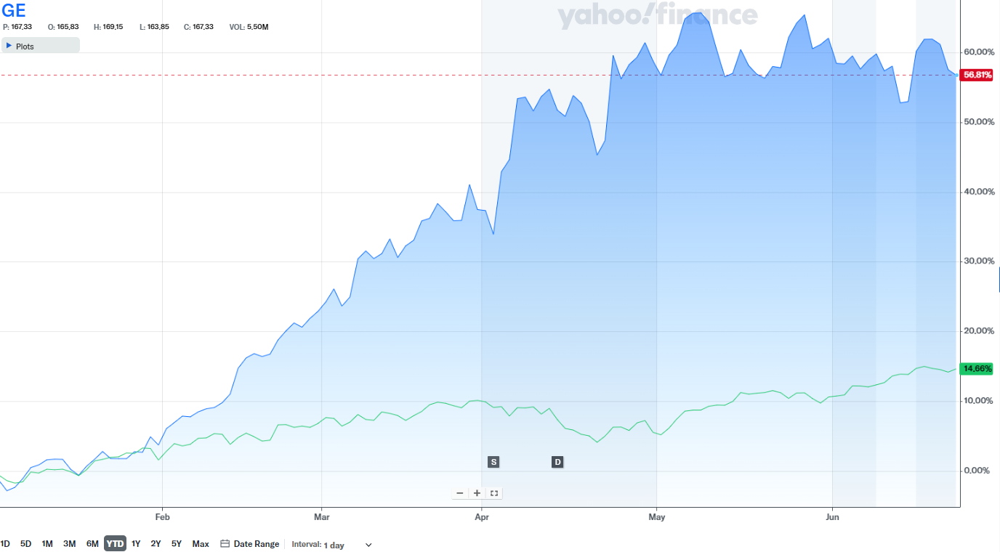 GE
yahoo!finance
P: 167,33 O: 165,83 H: 169,15 L: 163,85 C: 167,33 VOL: 5,50M
Plots
60.00%
56.81%
50.00%
40.00%
30.00%
20.00%
14.66%
10.00%
S D
0.00%
Feb Mar Apr May Jun
1D 5D 1M 3M 6M YTD 1Y 2Y 5Y Max Date Range Interval: 1 day